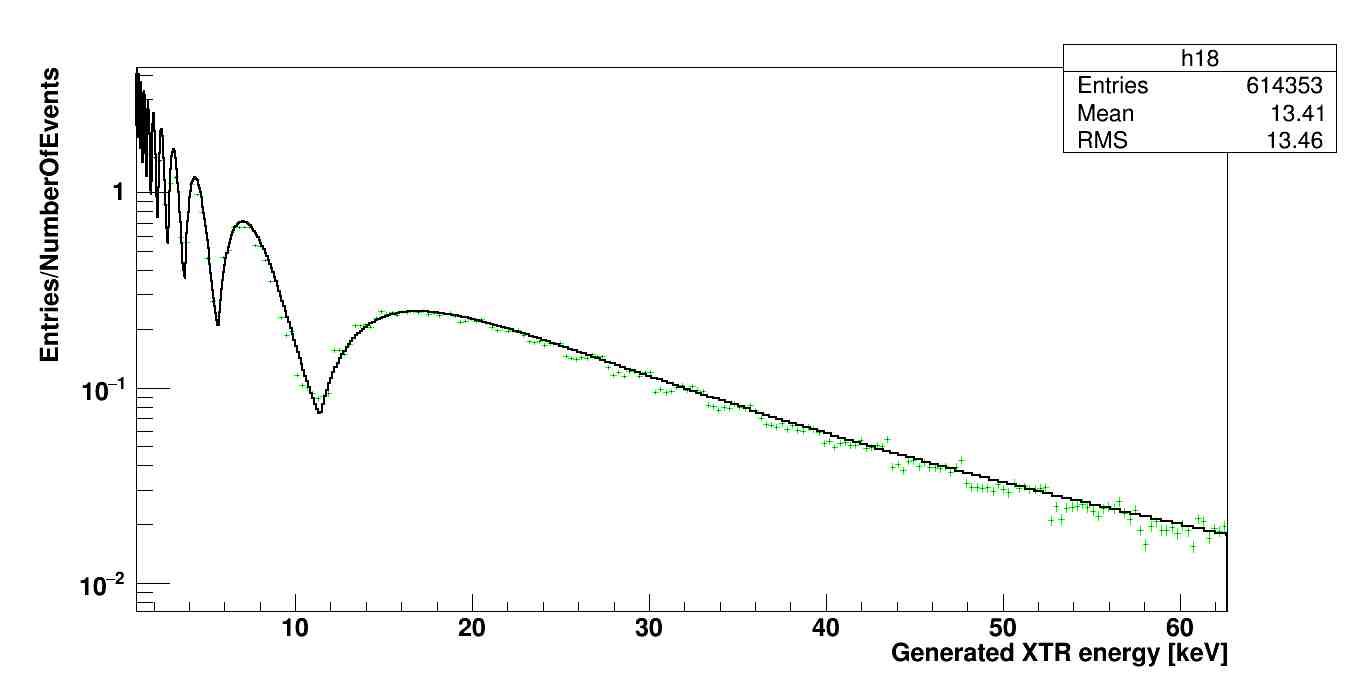 h18
Entries 614353
Mean 13.41
RMS 13.46
Entries/NumberOfEvents
1
10⁻¹
10⁻²
10 20 30 40 50 60
Generated XTR energy [keV]